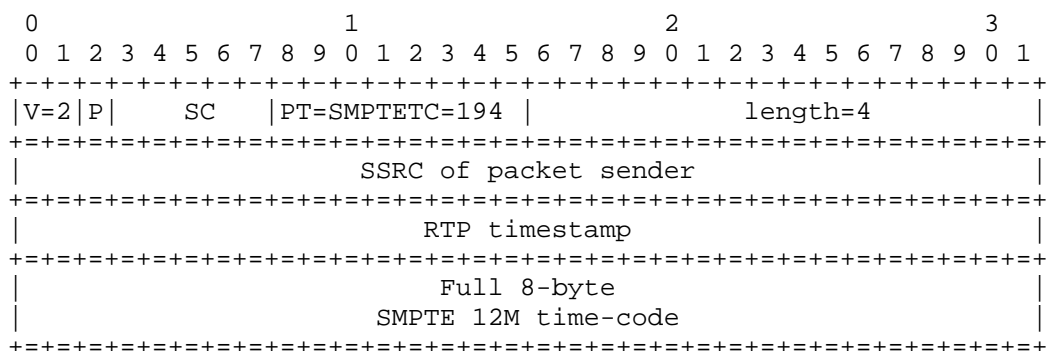 0                   1                   2                   3
 0 1 2 3 4 5 6 7 8 9 0 1 2 3 4 5 6 7 8 9 0 1 2 3 4 5 6 7 8 9 0 1
+-+-+-+-+-+-+-+-+-+-+-+-+-+-+-+-+-+-+-+-+-+-+-+-+-+-+-+-+-+-+-+-+
|V=2|P|    SC   |PT=SMPTETC=194 |             length=4          |
+=+=+=+=+=+=+=+=+=+=+=+=+=+=+=+=+=+=+=+=+=+=+=+=+=+=+=+=+=+=+=+=+
|                     SSRC of packet sender                     |
+=+=+=+=+=+=+=+=+=+=+=+=+=+=+=+=+=+=+=+=+=+=+=+=+=+=+=+=+=+=+=+=+
|                         RTP timestamp                         |
+=+=+=+=+=+=+=+=+=+=+=+=+=+=+=+=+=+=+=+=+=+=+=+=+=+=+=+=+=+=+=+=+
|                          Full 8-byte                          |
|                      SMPTE 12M time-code                      |
+=+=+=+=+=+=+=+=+=+=+=+=+=+=+=+=+=+=+=+=+=+=+=+=+=+=+=+=+=+=+=+=+